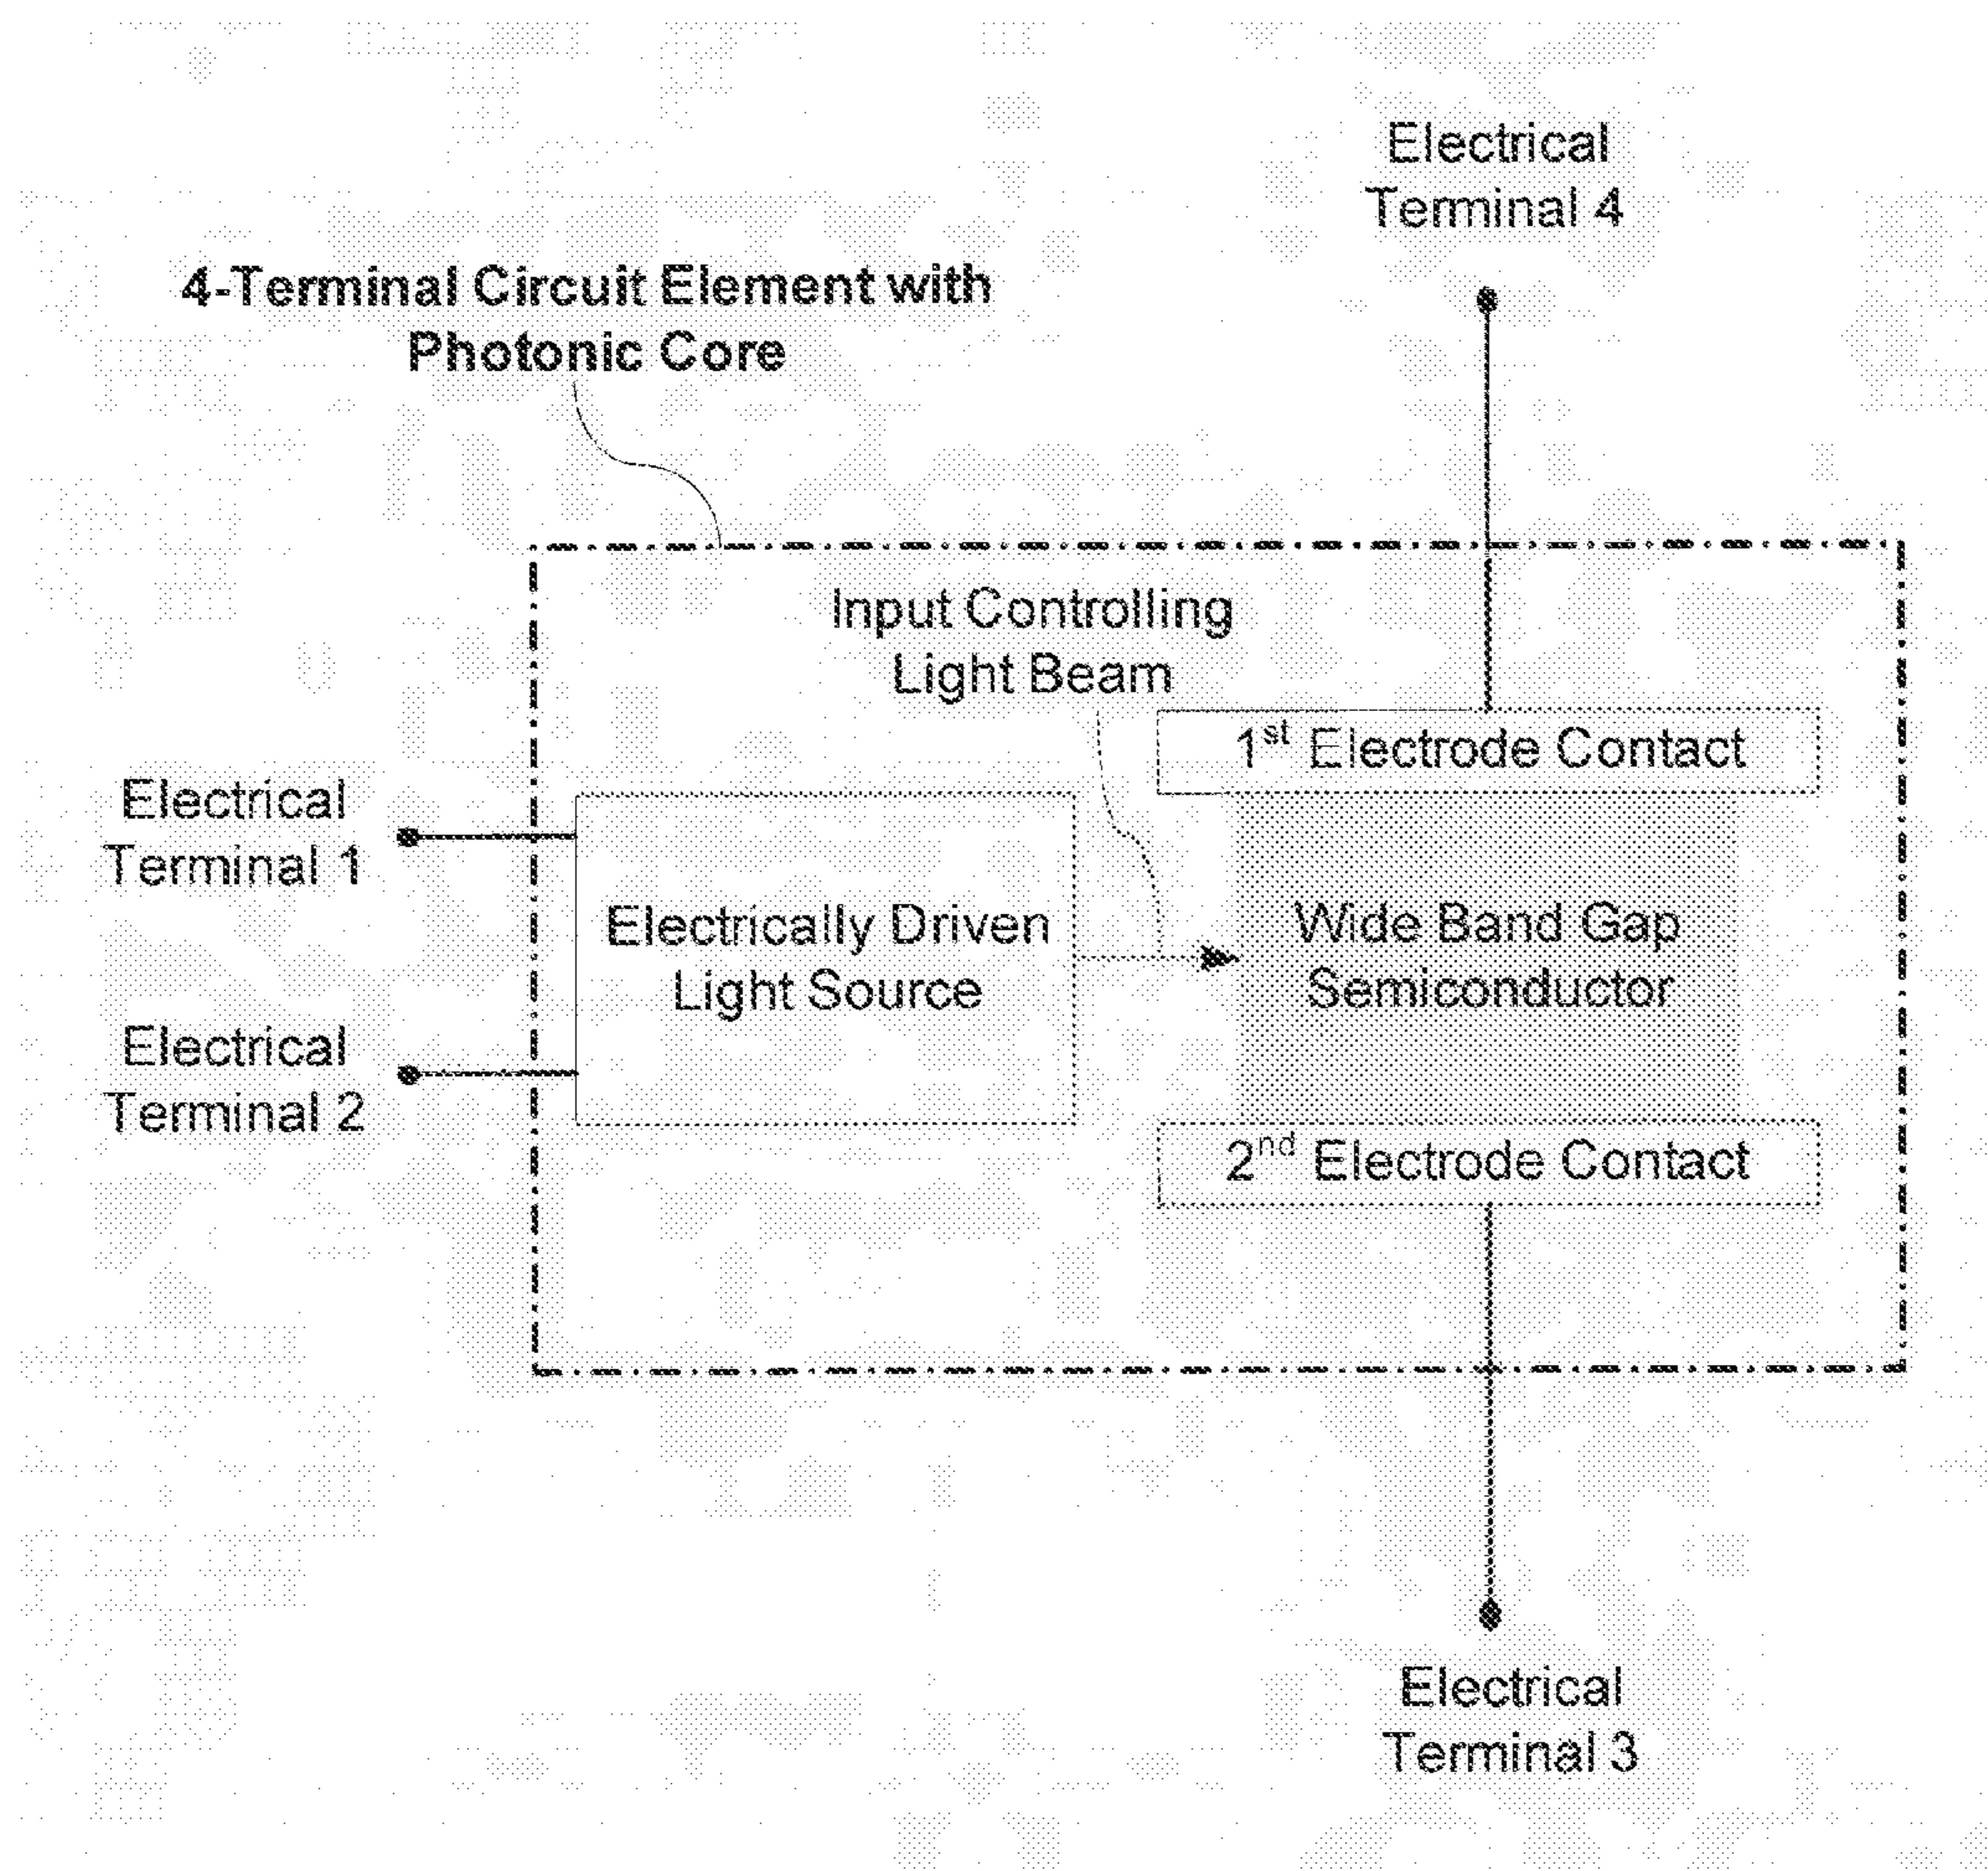 Electrical
Terminal 4
4-Terminal Circuit Element with
Photonic Core
Input Controlling
Light Beam
1st Electrode Contact
Electrical
Terminal 1
Electrically Driven
Light Source
Wide Band Gap
Semiconductor
Electrical
Terminal 2
2nd Electrode Contact
Electrical
Terminal 3